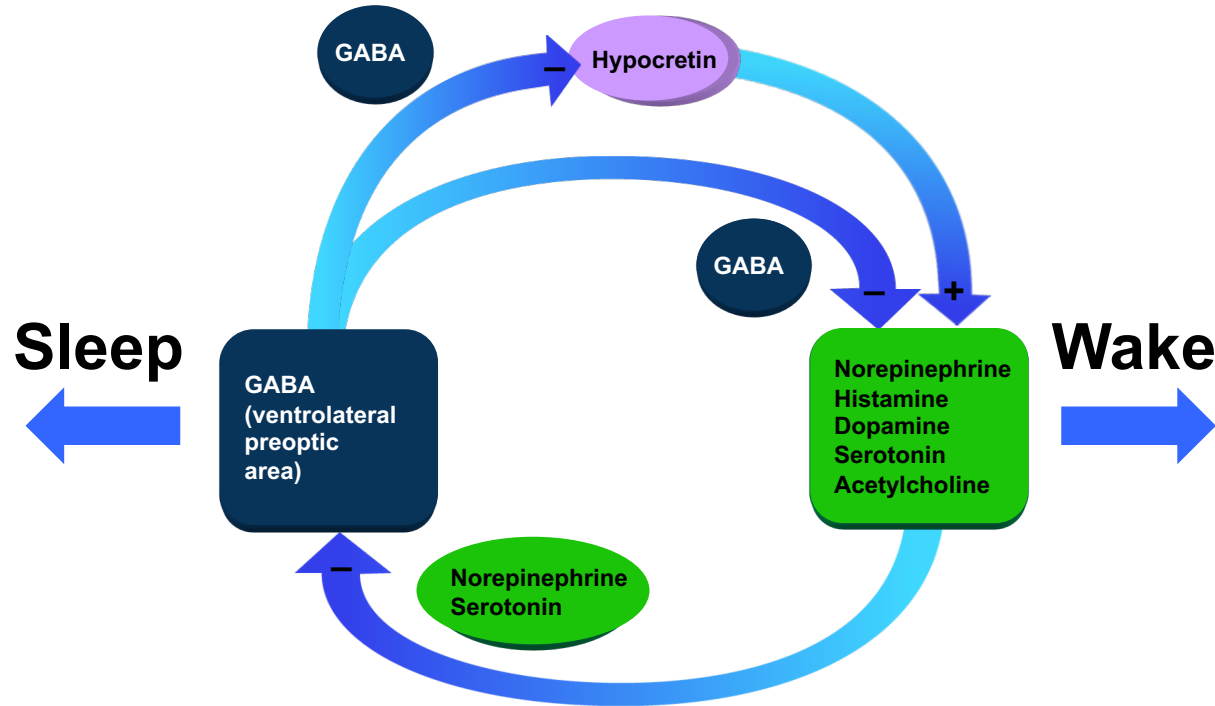 GABA
–
Hypocretin
GABA
–
+
Sleep
Wake
GABA
(ventrolateral
preoptic
area)
Norepinephrine
Histamine
Dopamine
Serotonin
Acetylcholine
–
Norepinephrine
Serotonin